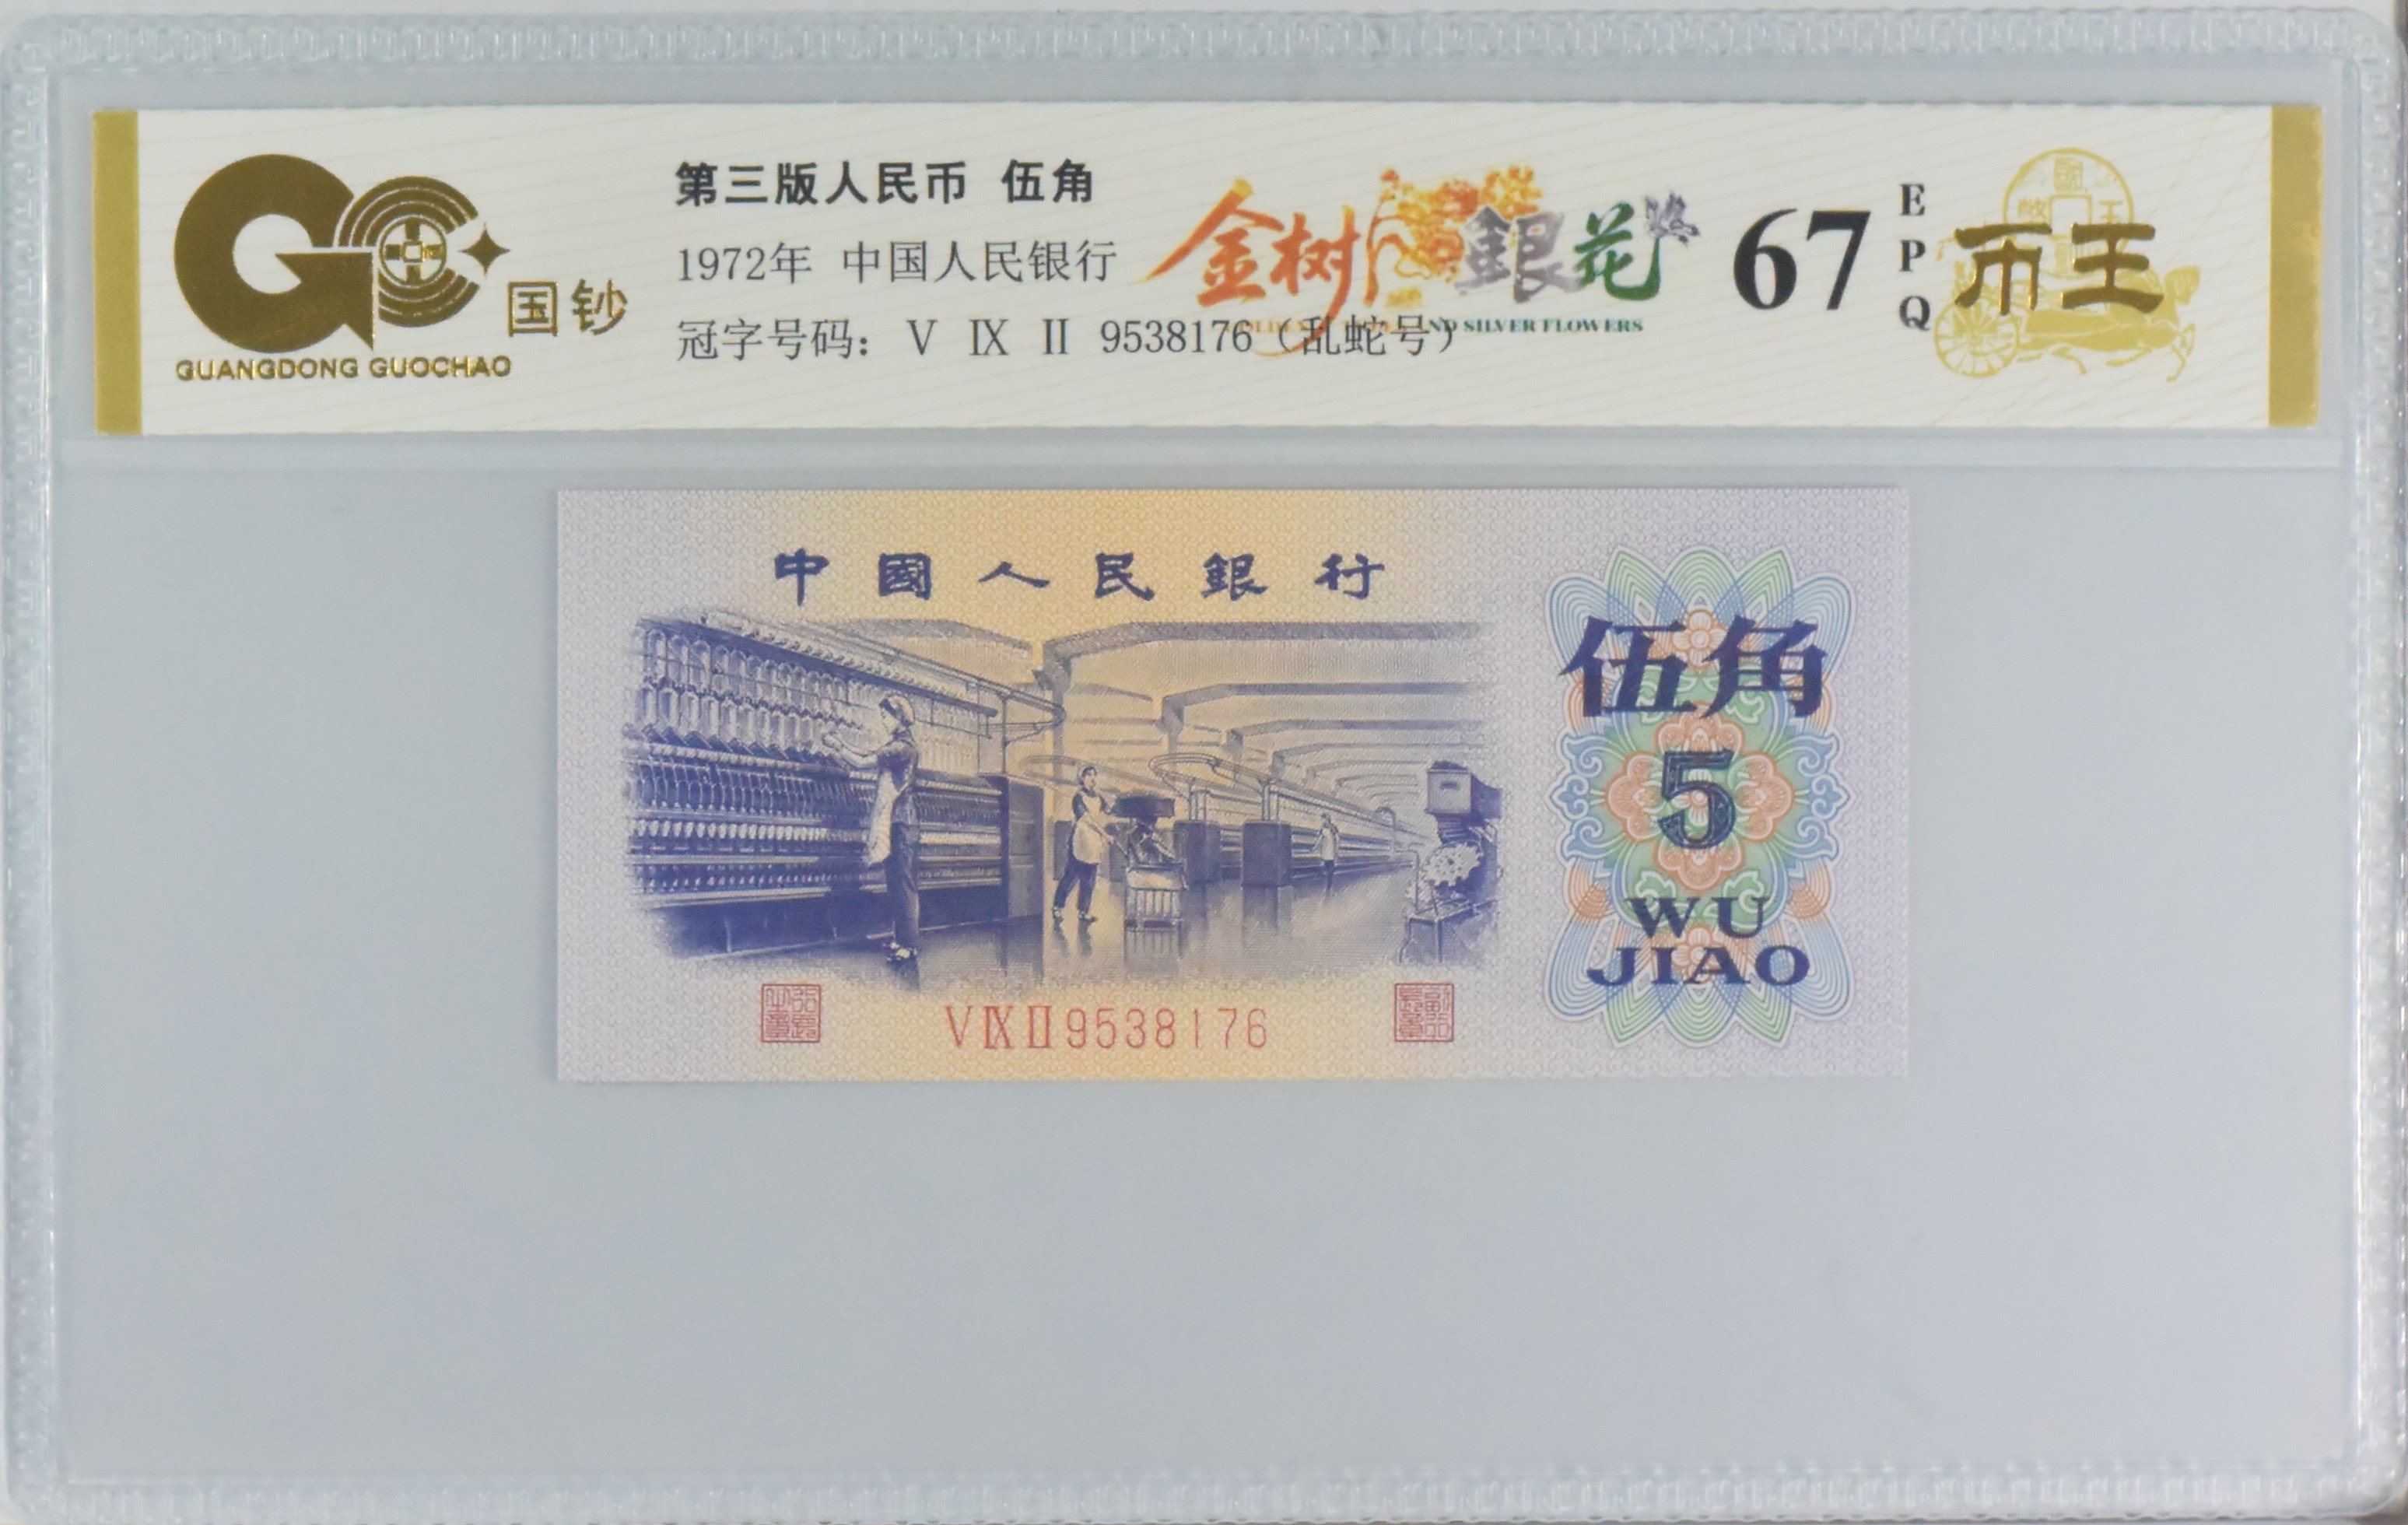 GUANGDONG GUOCHAO
国钞
第三版人民币 伍角
1972年 中国人民银行
冠字号码：Ⅴ Ⅸ Ⅱ 9538176（乱蛇号）
金树銀花
ND SILVER FLOWERS
67
EPQ
币王
中國人民銀行
伍角
5
WU
JIAO
ⅤⅨⅡ9538176